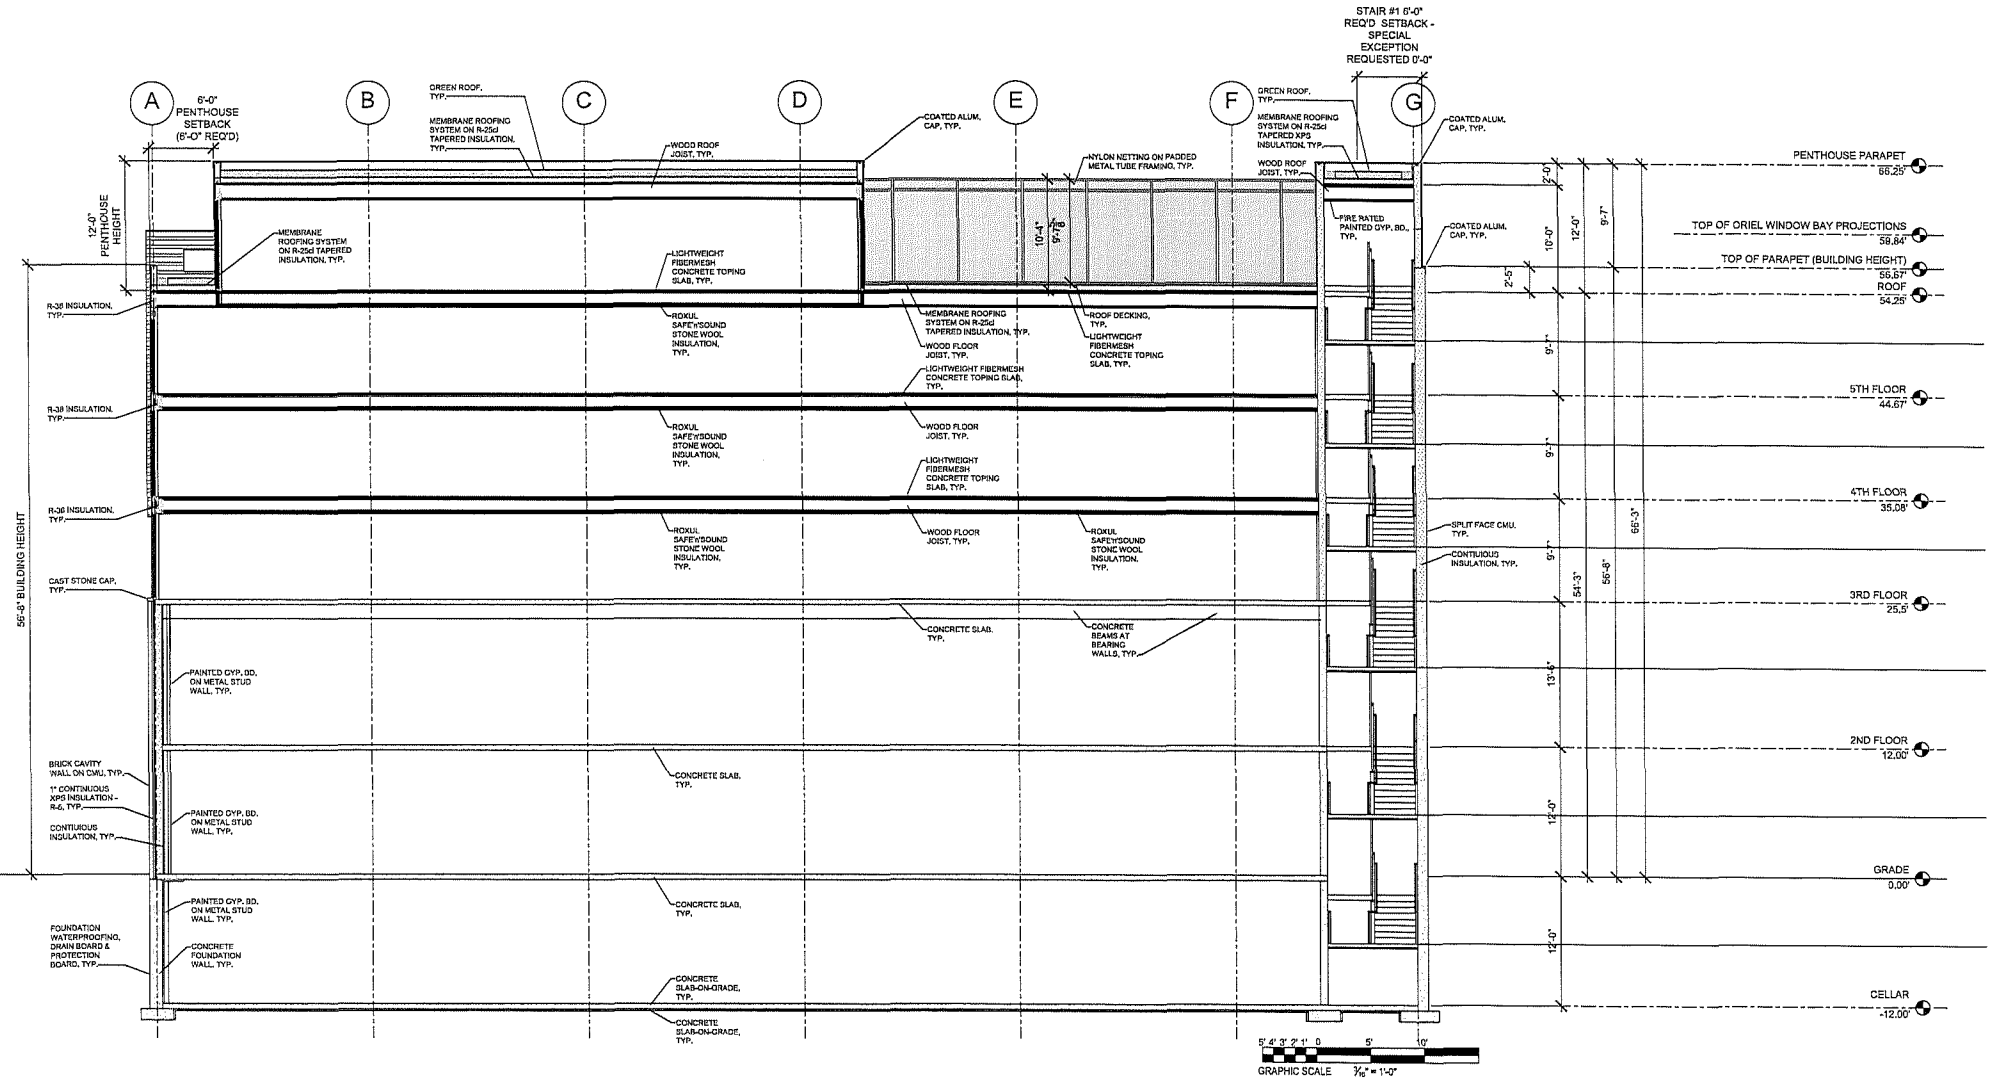 STAIR #1 6'-0"
REQ'D SETBACK -
SPECIAL
EXCEPTION
REQUESTED 0'-0"
A
B
C
D
E
F
G
6'-0"
PENTHOUSE
SETBACK
(6'-0" REQ'D)
GREEN ROOF,
TYP.
MEMBRANE ROOFING
SYSTEM ON R-25ci
TAPERED INSULATION,
TYP.
WOOD ROOF
JOIST, TYP.
COATED ALUM.
CAP, TYP.
NYLON NETTING ON PADDED
METAL TUBE FRAMING, TYP.
GREEN ROOF,
TYP.
MEMBRANE ROOFING
SYSTEM ON R-25ci
TAPERED XPS
INSULATION, TYP.
WOOD ROOF
JOIST, TYP.
COATED ALUM.
CAP, TYP.
FIRE RATED
PAINTED GYP. BD.,
TYP.
COATED ALUM.
CAP, TYP.
12'-0"
PENTHOUSE
HEIGHT
MEMBRANE
ROOFING SYSTEM
ON R-25ci TAPERED
INSULATION, TYP.
LIGHTWEIGHT
FIBERMESH
CONCRETE TOPING
SLAB, TYP.
10'-4"
2'-0"
10'-0"
12'-0"
9'-7"
2'-5"
PENTHOUSE PARAPET
66.25'
TOP OF ORIEL WINDOW BAY PROJECTIONS
59.84'
TOP OF PARAPET (BUILDING HEIGHT)
56.67'
ROOF
54.25'
R-38 INSULATION,
TYP.
ROXUL
SAFE'n'SOUND
STONE WOOL
INSULATION,
TYP.
MEMBRANE ROOFING
SYSTEM ON R-25ci
TAPERED INSULATION, TYP.
WOOD FLOOR
JOIST, TYP.
ROOF DECKING,
TYP.
LIGHTWEIGHT
FIBERMESH
CONCRETE TOPING
SLAB, TYP.
LIGHTWEIGHT FIBERMESH
CONCRETE TOPING SLAB,
TYP.
9'-7"
5TH FLOOR
44.67'
R-38 INSULATION,
TYP.
ROXUL
SAFE'n'SOUND
STONE WOOL
INSULATION,
TYP.
WOOD FLOOR
JOIST, TYP.
LIGHTWEIGHT
FIBERMESH
CONCRETE TOPING
SLAB, TYP.
9'-7"
4TH FLOOR
35.08'
R-38 INSULATION,
TYP.
ROXUL
SAFE'n'SOUND
STONE WOOL
INSULATION,
TYP.
WOOD FLOOR
JOIST, TYP.
ROXUL
SAFE'n'SOUND
STONE WOOL
INSULATION,
TYP.
SPLIT FACE CMU,
TYP.
CONTIUIOUS
INSULATION, TYP.
9'-7"
54'-3"
56'-8"
66'-3"
56'-8" BUILDING HEIGHT
CAST STONE CAP,
TYP.
CONCRETE SLAB,
TYP.
CONCRETE
BEAMS AT
BEARING
WALLS, TYP.
3RD FLOOR
25.5'
PAINTED GYP. BD.
ON METAL STUD
WALL, TYP.
13'-6"
2ND FLOOR
12.00'
BRICK CAVITY
WALL ON CMU, TYP.
1" CONTINUOUS
XPS INSULATION -
R-5, TYP.
CONTIUIOUS
INSULATION, TYP.
CONCRETE SLAB,
TYP.
PAINTED GYP. BD.
ON METAL STUD
WALL, TYP.
12'-0"
GRADE
0.00'
PAINTED GYP. BD.
ON METAL STUD
WALL, TYP.
CONCRETE SLAB,
TYP.
FOUNDATION
WATERPROOFING,
DRAIN BOARD &
PROTECTION
BOARD, TYP.
CONCRETE
FOUNDATION
WALL, TYP.
12'-0"
CONCRETE
SLAB-ON-GRADE,
TYP.
CONCRETE
SLAB-ON-GRADE,
TYP.
CELLAR
-12.00'
5' 4' 3' 2' 1' 0 5' 10'
GRAPHIC SCALE 3/16" = 1'-0"